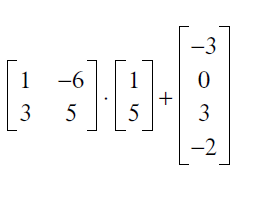 [1 −6; 3 5] · [1; 5] + [−3; 0; 3; −2]